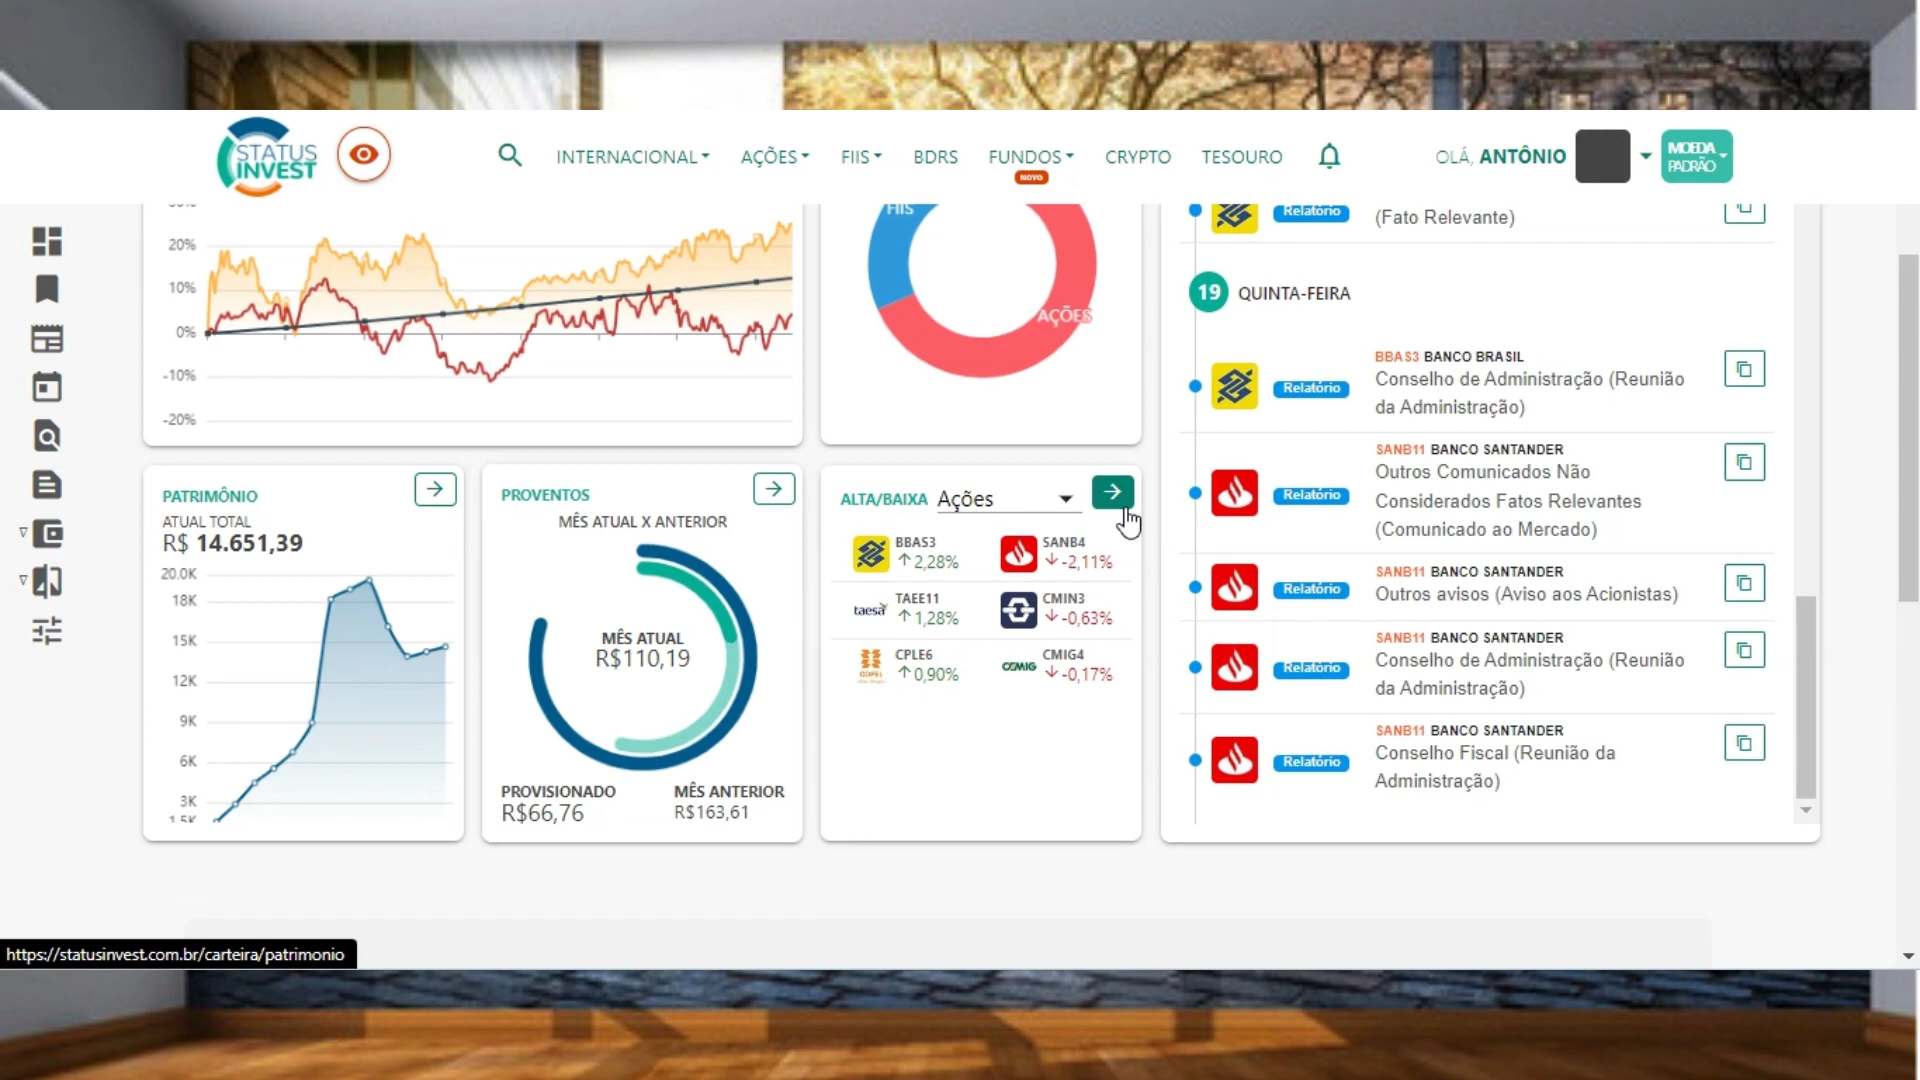 STATUS
INVEST
INTERNACIONAL
AÇÕES
FIIS
BDRS
FUNDOS
NOVO
CRYPTO
TESOURO
OLÁ, ANTÔNIO
MOEDA
PADRÃO
20%
10%
0%
-10%
-20%
FIIS
AÇÕES
Relatório
(Fato Relevante)
19 QUINTA-FEIRA
BBAS3 BANCO BRASIL
Relatório
Conselho de Administração (Reunião
da Administração)
SANB11 BANCO SANTANDER
Relatório
Outros Comunicados Não
Considerados Fatos Relevantes
(Comunicado ao Mercado)
SANB11 BANCO SANTANDER
Relatório
Outros avisos (Aviso aos Acionistas)
SANB11 BANCO SANTANDER
Relatório
Conselho de Administração (Reunião
da Administração)
SANB11 BANCO SANTANDER
Relatório
Conselho Fiscal (Reunião da
Administração)
PATRIMÔNIO
ATUAL TOTAL
R$ 14.651,39
20.0K
18K
15K
12K
9K
6K
3K
PROVENTOS
MÊS ATUAL X ANTERIOR
MÊS ATUAL
R$110,19
PROVISIONADO
R$66,76
MÊS ANTERIOR
R$163,61
ALTA/BAIXA Ações
BBAS3
2,28%
SANB4
-2,11%
taesa
TAEE11
1,28%
CMIN3
-0,63%
COPEL
CPLE6
0,90%
CEMIG
CMIG4
-0,17%
https://statusinvest.com.br/carteira/patrimonio